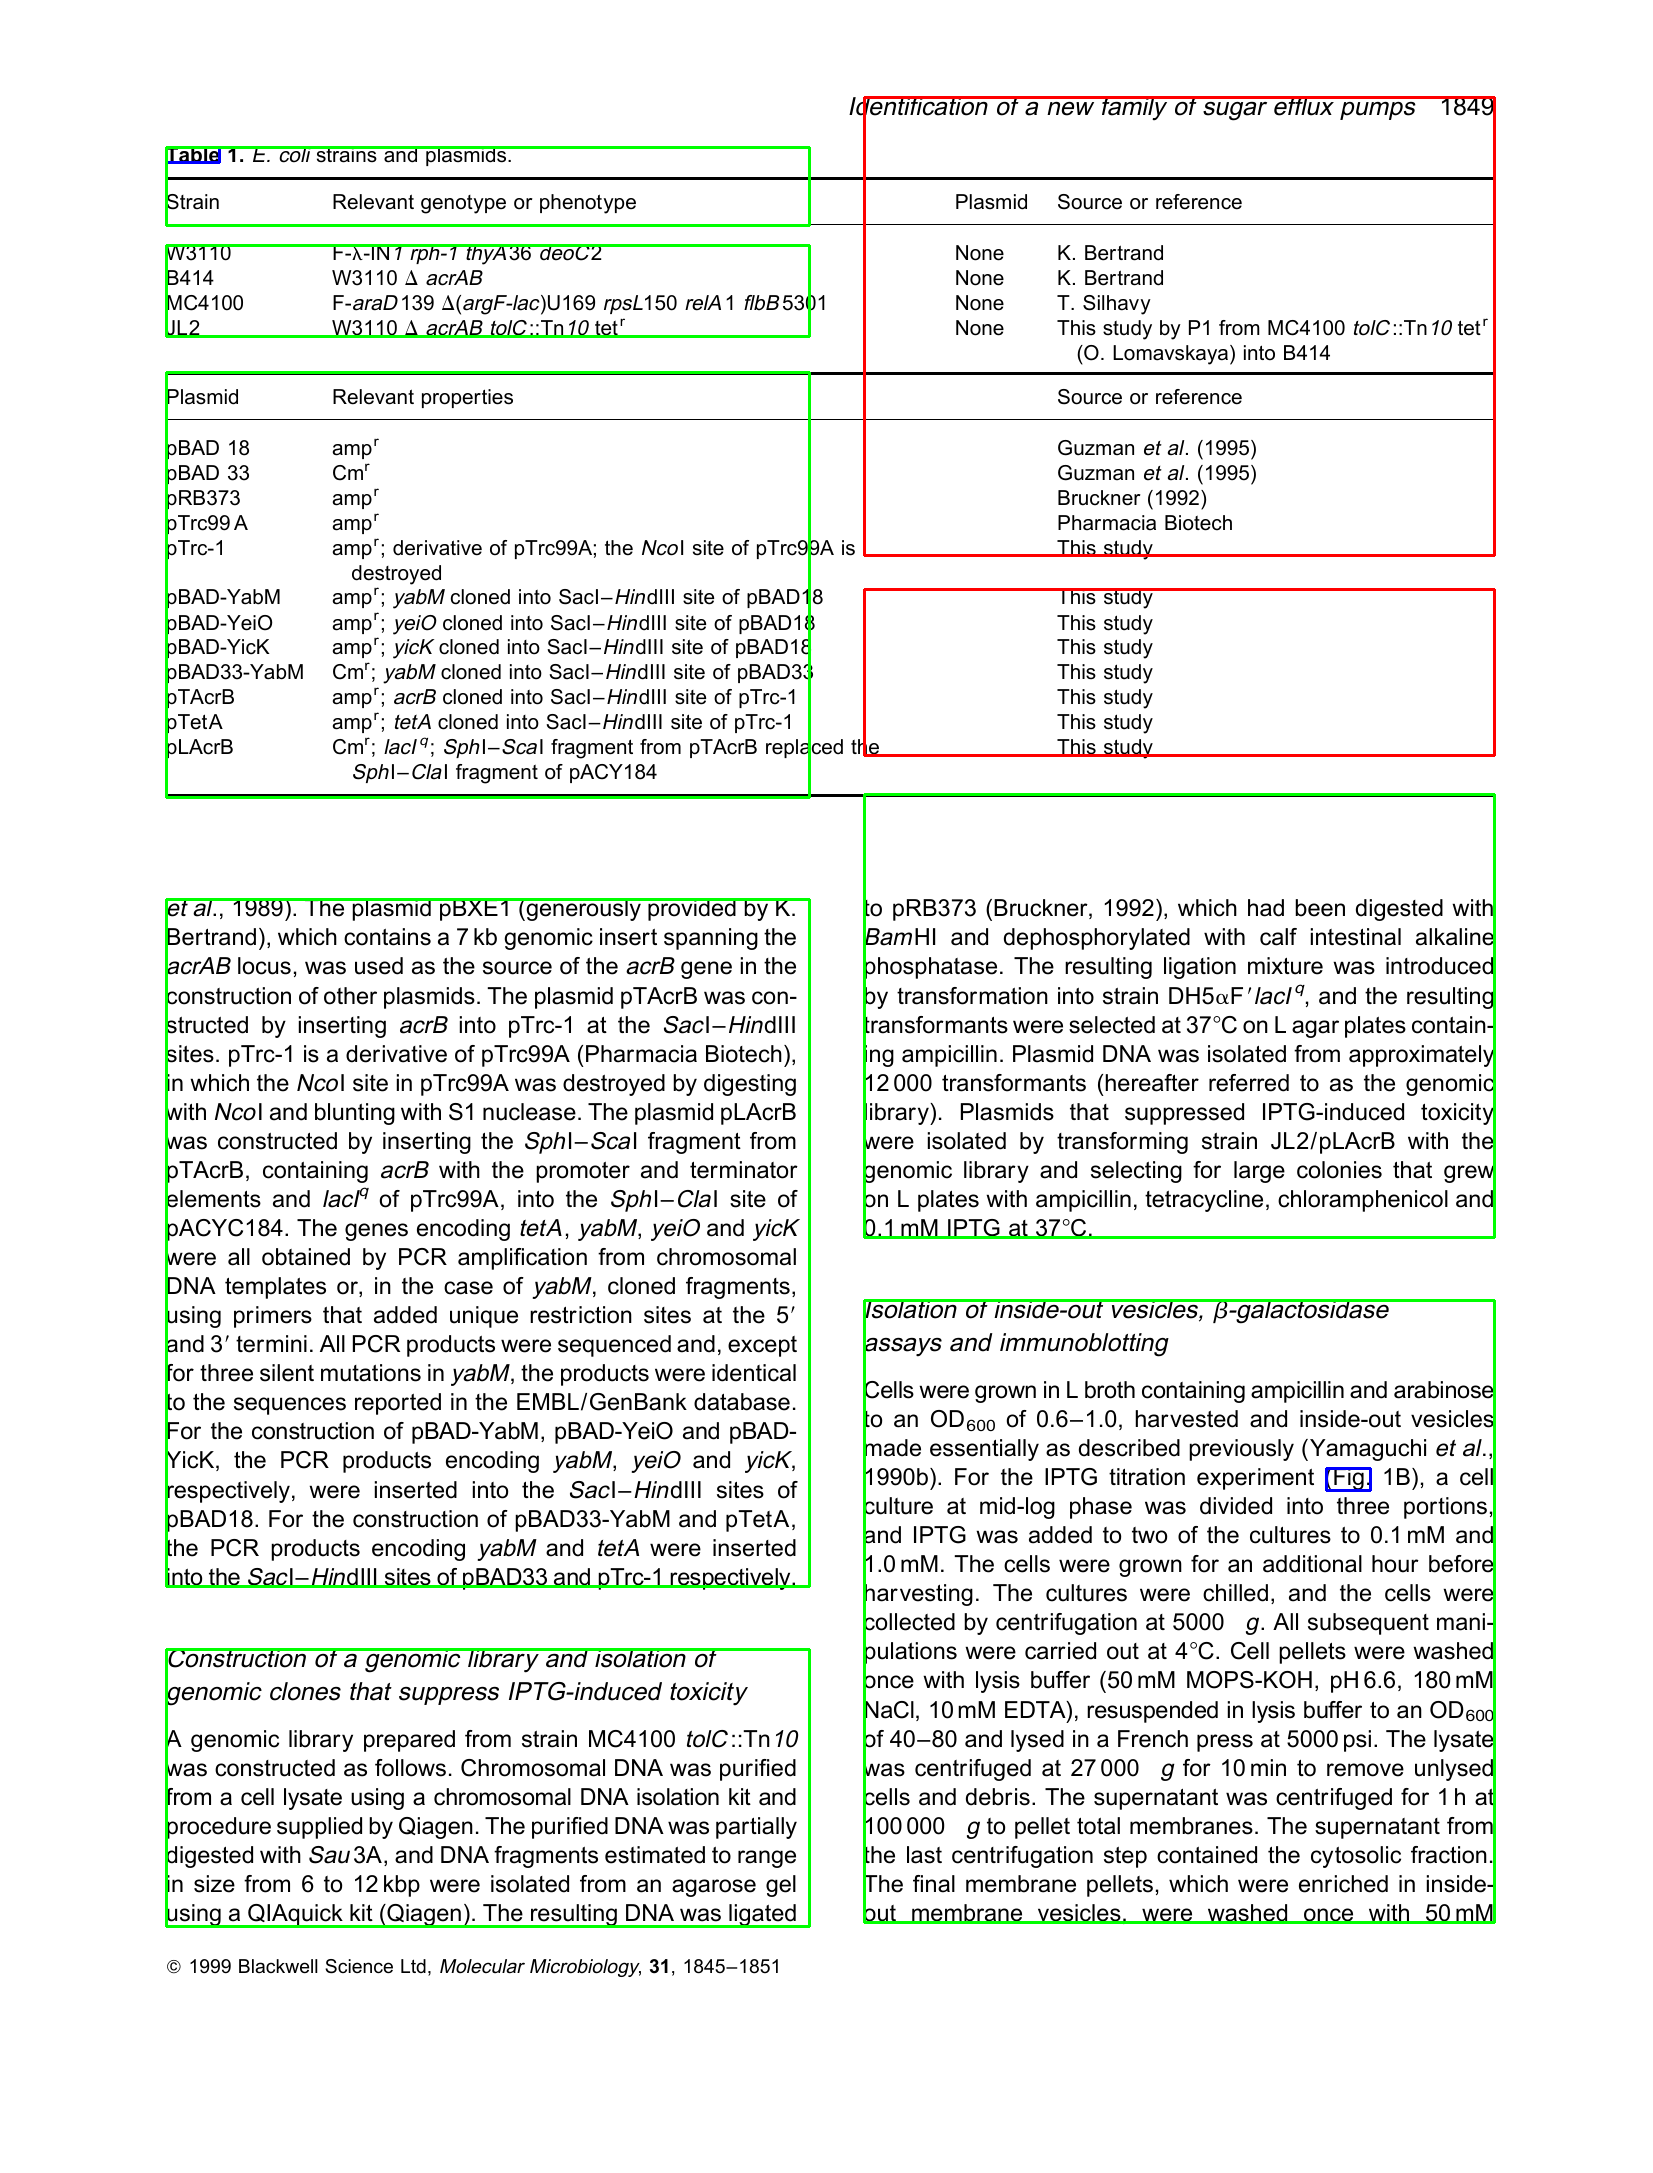 Identification of a new family of sugar efflux pumps 1849
Table 1. E. coli strains and plasmids.
Strain Relevant genotype or phenotype Plasmid Source or reference
W3110 F-λ-IN1 rph-1 thyA36 deoC2 None K. Bertrand
B414 W3110 Δ acrAB None K. Bertrand
MC4100 F-araD139 Δ(argF-lac)U169 rpsL150 relA1 flbB5301 None T. Silhavy
JL2 W3110 Δ acrAB tolC::Tn10 tetʳ None This study by P1 from MC4100 tolC::Tn10 tetʳ
(O. Lomavskaya) into B414
Plasmid Relevant properties Source or reference
pBAD 18 ampʳ Guzman et al. (1995)
pBAD 33 Cmʳ Guzman et al. (1995)
pRB373 ampʳ Bruckner (1992)
pTrc99A ampʳ Pharmacia Biotech
pTrc-1 ampʳ; derivative of pTrc99A; the NcoI site of pTrc99A is This study
destroyed
pBAD-YabM ampʳ; yabM cloned into SacI–HindIII site of pBAD18 This study
pBAD-YeiO ampʳ; yeiO cloned into SacI–HindIII site of pBAD18 This study
pBAD-YicK ampʳ; yicK cloned into SacI–HindIII site of pBAD18 This study
pBAD33-YabM Cmʳ; yabM cloned into SacI–HindIII site of pBAD33 This study
pTAcrB ampʳ; acrB cloned into SacI–HindIII site of pTrc-1 This study
pTetA ampʳ; tetA cloned into SacI–HindIII site of pTrc-1 This study
pLAcrB Cmʳ; lacI^q; SphI–ScaI fragment from pTAcrB replaced the This study
SphI–ClaI fragment of pACY184
et al., 1989). The plasmid pBXE1 (generously provided by K.
Bertrand), which contains a 7 kb genomic insert spanning the
acrAB locus, was used as the source of the acrB gene in the
construction of other plasmids. The plasmid pTAcrB was con-
structed by inserting acrB into pTrc-1 at the SacI–HindIII
sites. pTrc-1 is a derivative of pTrc99A (Pharmacia Biotech),
in which the NcoI site in pTrc99A was destroyed by digesting
with NcoI and blunting with S1 nuclease. The plasmid pLAcrB
was constructed by inserting the SphI–ScaI fragment from
pTAcrB, containing acrB with the promoter and terminator
elements and lacI^q of pTrc99A, into the SphI–ClaI site of
pACYC184. The genes encoding tetA, yabM, yeiO and yicK
were all obtained by PCR amplification from chromosomal
DNA templates or, in the case of yabM, cloned fragments,
using primers that added unique restriction sites at the 5′
and 3′ termini. All PCR products were sequenced and, except
for three silent mutations in yabM, the products were identical
to the sequences reported in the EMBL/GenBank database.
For the construction of pBAD-YabM, pBAD-YeiO and pBAD-
YicK, the PCR products encoding yabM, yeiO and yicK,
respectively, were inserted into the SacI–HindIII sites of
pBAD18. For the construction of pBAD33-YabM and pTetA,
the PCR products encoding yabM and tetA were inserted
into the SacI–HindIII sites of pBAD33 and pTrc-1 respectively.
Construction of a genomic library and isolation of
genomic clones that suppress IPTG-induced toxicity
A genomic library prepared from strain MC4100 tolC::Tn10
was constructed as follows. Chromosomal DNA was purified
from a cell lysate using a chromosomal DNA isolation kit and
procedure supplied by Qiagen. The purified DNA was partially
digested with Sau3A, and DNA fragments estimated to range
in size from 6 to 12 kbp were isolated from an agarose gel
using a QIAquick kit (Qiagen). The resulting DNA was ligated
to pRB373 (Bruckner, 1992), which had been digested with
BamHI and dephosphorylated with calf intestinal alkaline
phosphatase. The resulting ligation mixture was introduced
by transformation into strain DH5αF′lacI^q, and the resulting
transformants were selected at 37°C on L agar plates contain-
ing ampicillin. Plasmid DNA was isolated from approximately
12 000 transformants (hereafter referred to as the genomic
library). Plasmids that suppressed IPTG-induced toxicity
were isolated by transforming strain JL2/pLAcrB with the
genomic library and selecting for large colonies that grew
on L plates with ampicillin, tetracycline, chloramphenicol and
0.1 mM IPTG at 37°C.
Isolation of inside-out vesicles, β-galactosidase
assays and immunoblotting
Cells were grown in L broth containing ampicillin and arabinose
to an OD₆₀₀ of 0.6–1.0, harvested and inside-out vesicles
made essentially as described previously (Yamaguchi et al.,
1990b). For the IPTG titration experiment (Fig. 1B), a cell
culture at mid-log phase was divided into three portions,
and IPTG was added to two of the cultures to 0.1 mM and
1.0 mM. The cells were grown for an additional hour before
harvesting. The cultures were chilled, and the cells were
collected by centrifugation at 5000 g. All subsequent mani-
pulations were carried out at 4°C. Cell pellets were washed
once with lysis buffer (50 mM MOPS-KOH, pH 6.6, 180 mM
NaCl, 10 mM EDTA), resuspended in lysis buffer to an OD₆₀₀
of 40–80 and lysed in a French press at 5000 psi. The lysate
was centrifuged at 27 000 g for 10 min to remove unlysed
cells and debris. The supernatant was centrifuged for 1 h at
100 000 g to pellet total membranes. The supernatant from
the last centrifugation step contained the cytosolic fraction.
The final membrane pellets, which were enriched in inside-
out membrane vesicles, were washed once with 50 mM
© 1999 Blackwell Science Ltd, Molecular Microbiology, 31, 1845–1851